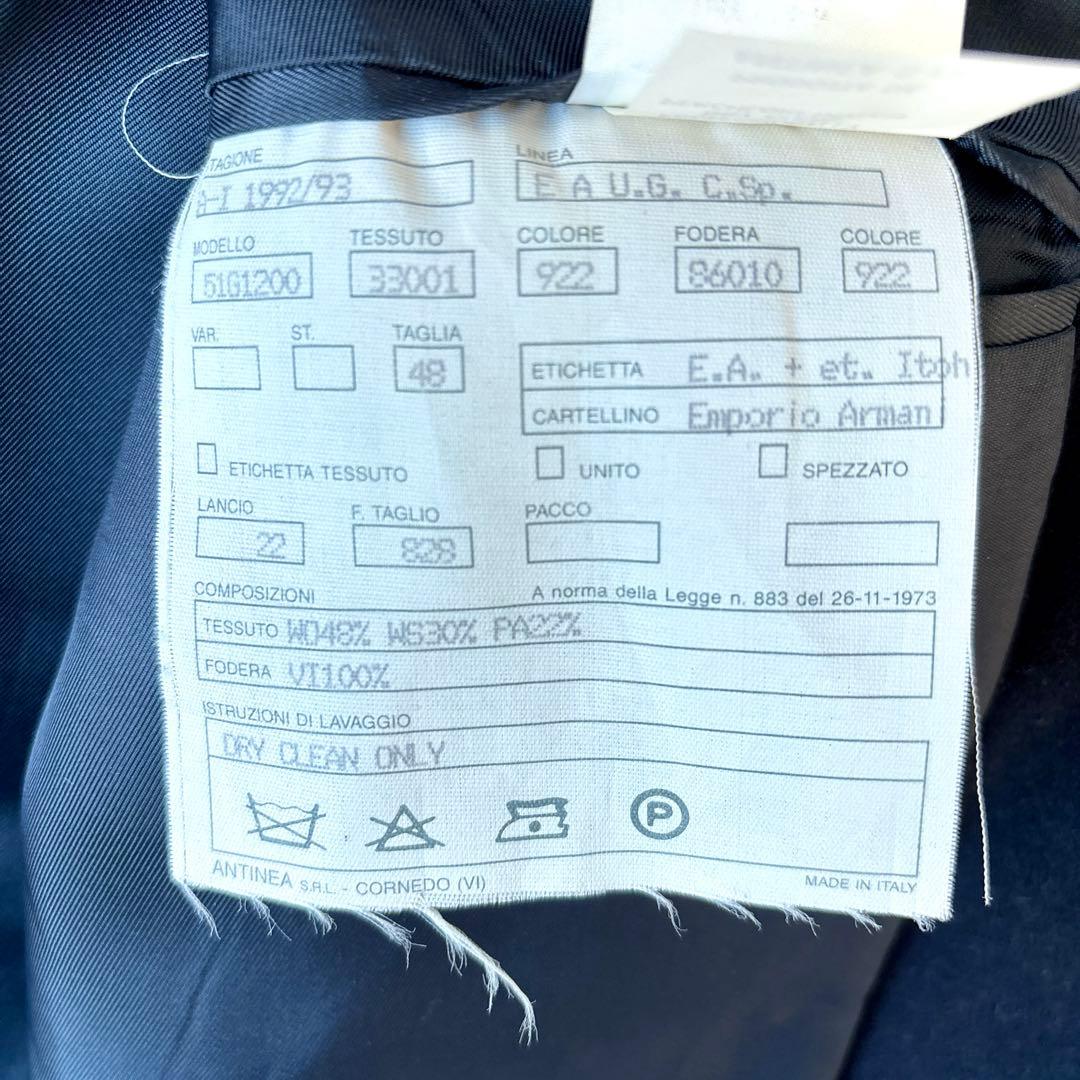 TAGIONE LINEA
A-I 1992/93 E A U.G. C.Sp.
MODELLO TESSUTO COLORE FODERA COLORE
51G1200 33001 922 86010 922
VAR. ST. TAGLIA
48
ETICHETTA E.A. + et. Itoh
CARTELLINO Emporio Arman
ETICHETTA TESSUTO UNITO SPEZZATO
LANCIO F. TAGLIO PACCO
22 828
COMPOSIZIONI A norma della Legge n. 883 del 26-11-1973
TESSUTO WO48% WS30% PA22%
FODERA VI100%
ISTRUZIONI DI LAVAGGIO
DRY CLEAN ONLY
P
ANTINEA S.R.L. - CORNEDO (VI) MADE IN ITALY